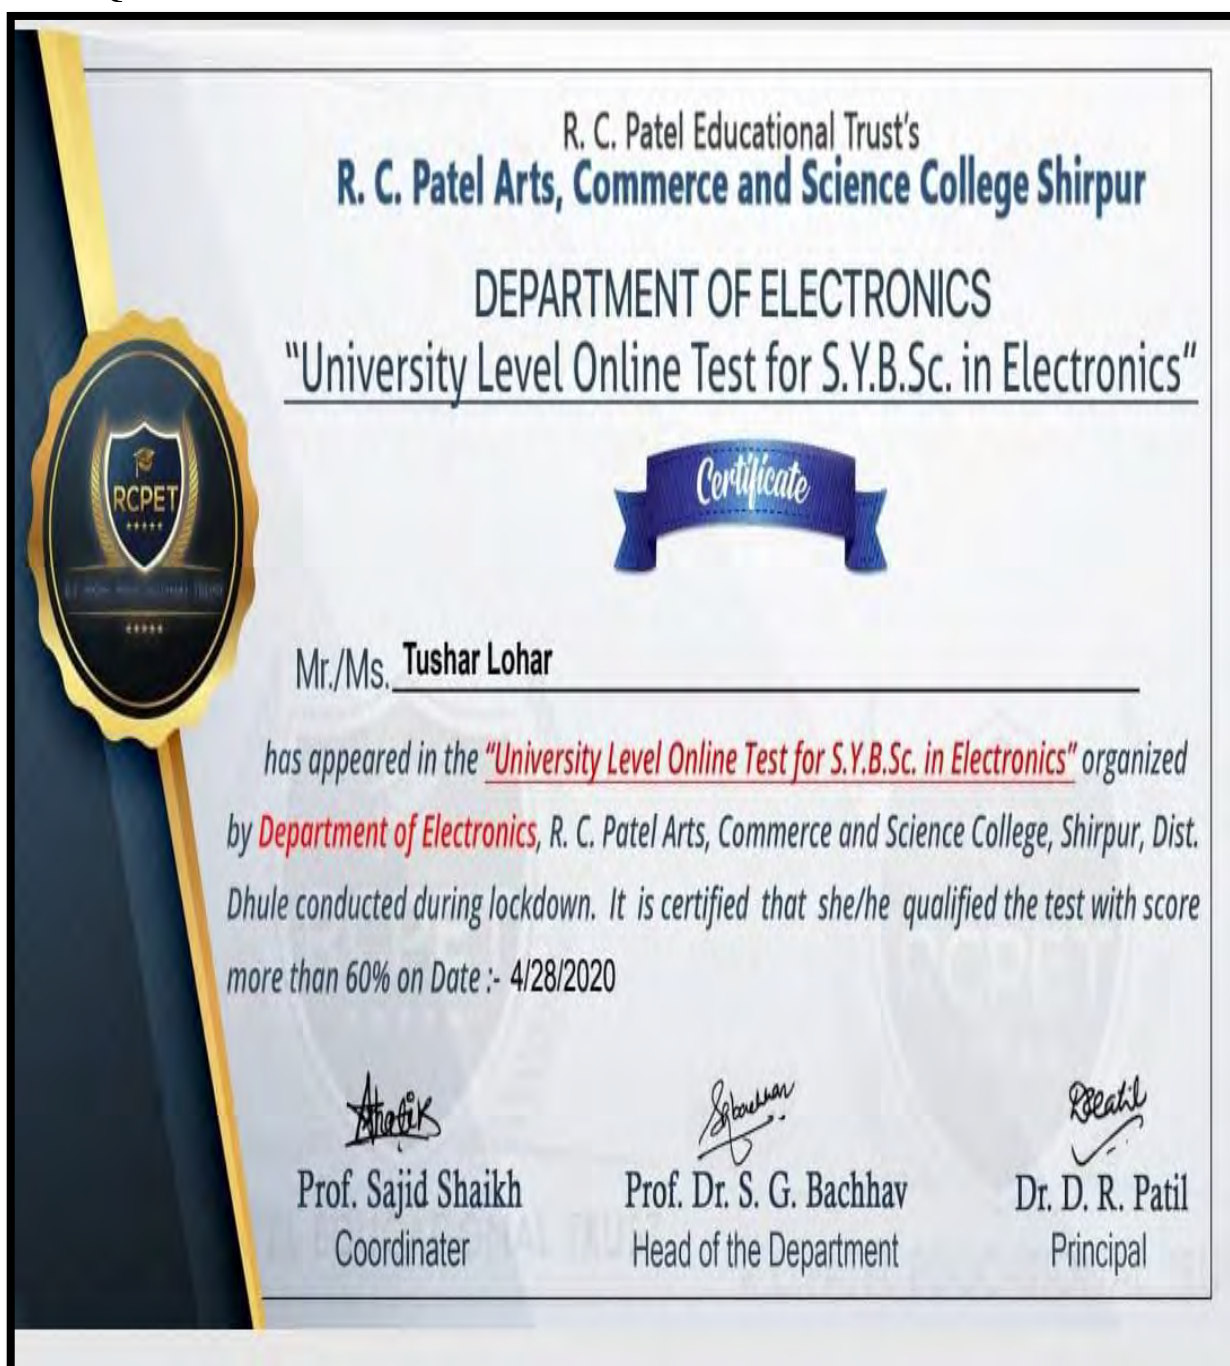 R. C. Patel Educational Trust's
R. C. Patel Arts, Commerce and Science College Shirpur
DEPARTMENT OF ELECTRONICS
"University Level Online Test for S.Y.B.Sc. in Electronics"
Certificate
RCPET
Mr./Ms. Tushar Lohar
has appeared in the "University Level Online Test for S.Y.B.Sc. in Electronics" organized
by Department of Electronics, R. C. Patel Arts, Commerce and Science College, Shirpur, Dist.
Dhule conducted during lockdown. It is certified that she/he qualified the test with score
more than 60% on Date :- 4/28/2020
Prof. Sajid Shaikh
Prof. Dr. S. G. Bachhav
Dr. D. R. Patil
Coordinater
Head of the Department
Principal